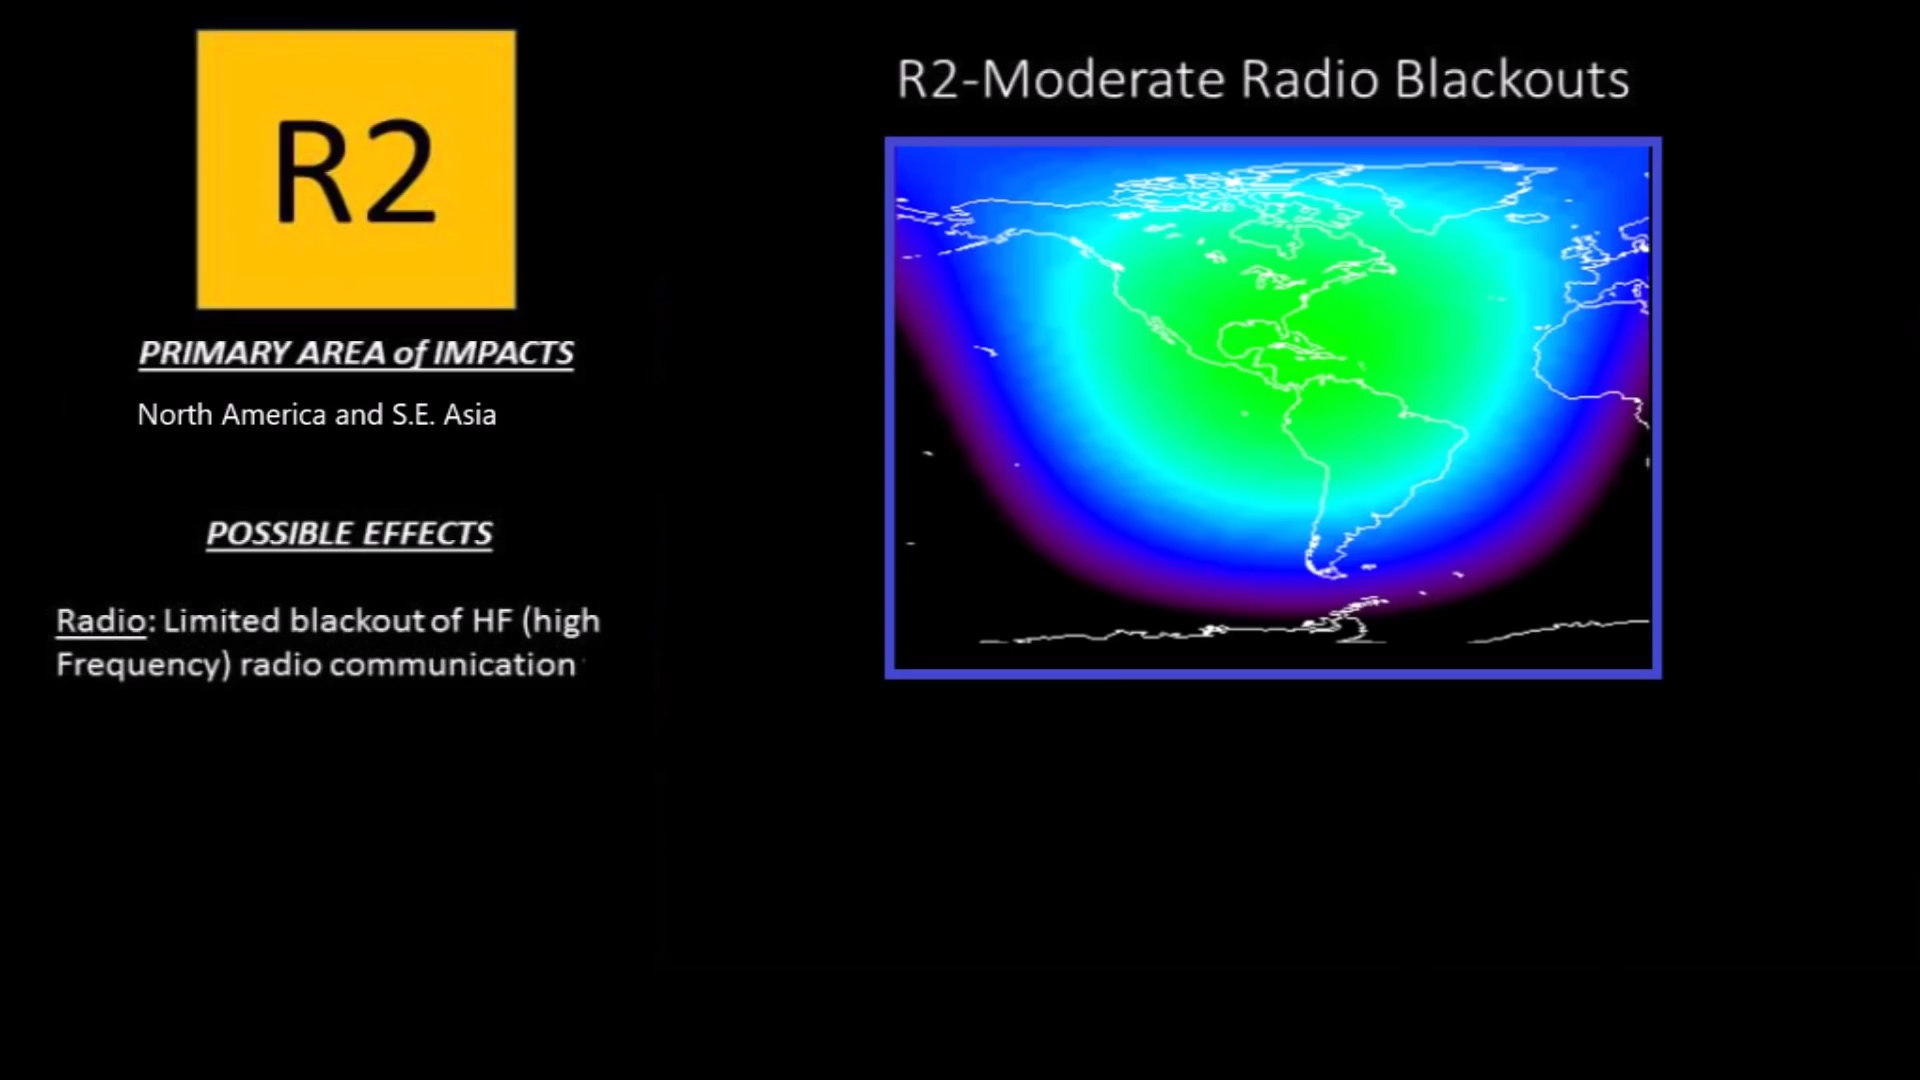 R2
R2-Moderate Radio Blackouts
PRIMARY AREA of IMPACTS
North America and S.E. Asia
POSSIBLE EFFECTS
Radio: Limited blackout of HF (high
Frequency) radio communication